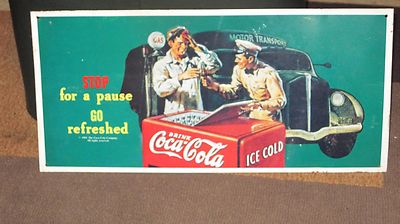 STOP
for a pause
GO
refreshed
GAS
MOTOR TRANSPORT
DRINK
Coca-Cola
ICE COLD